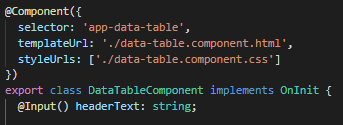 @Component({
  selector: 'app-data-table',
  templateUrl: './data-table.component.html',
  styleUrls: ['./data-table.component.css']
})
export class DataTableComponent implements OnInit {
  @Input() headerText: string;